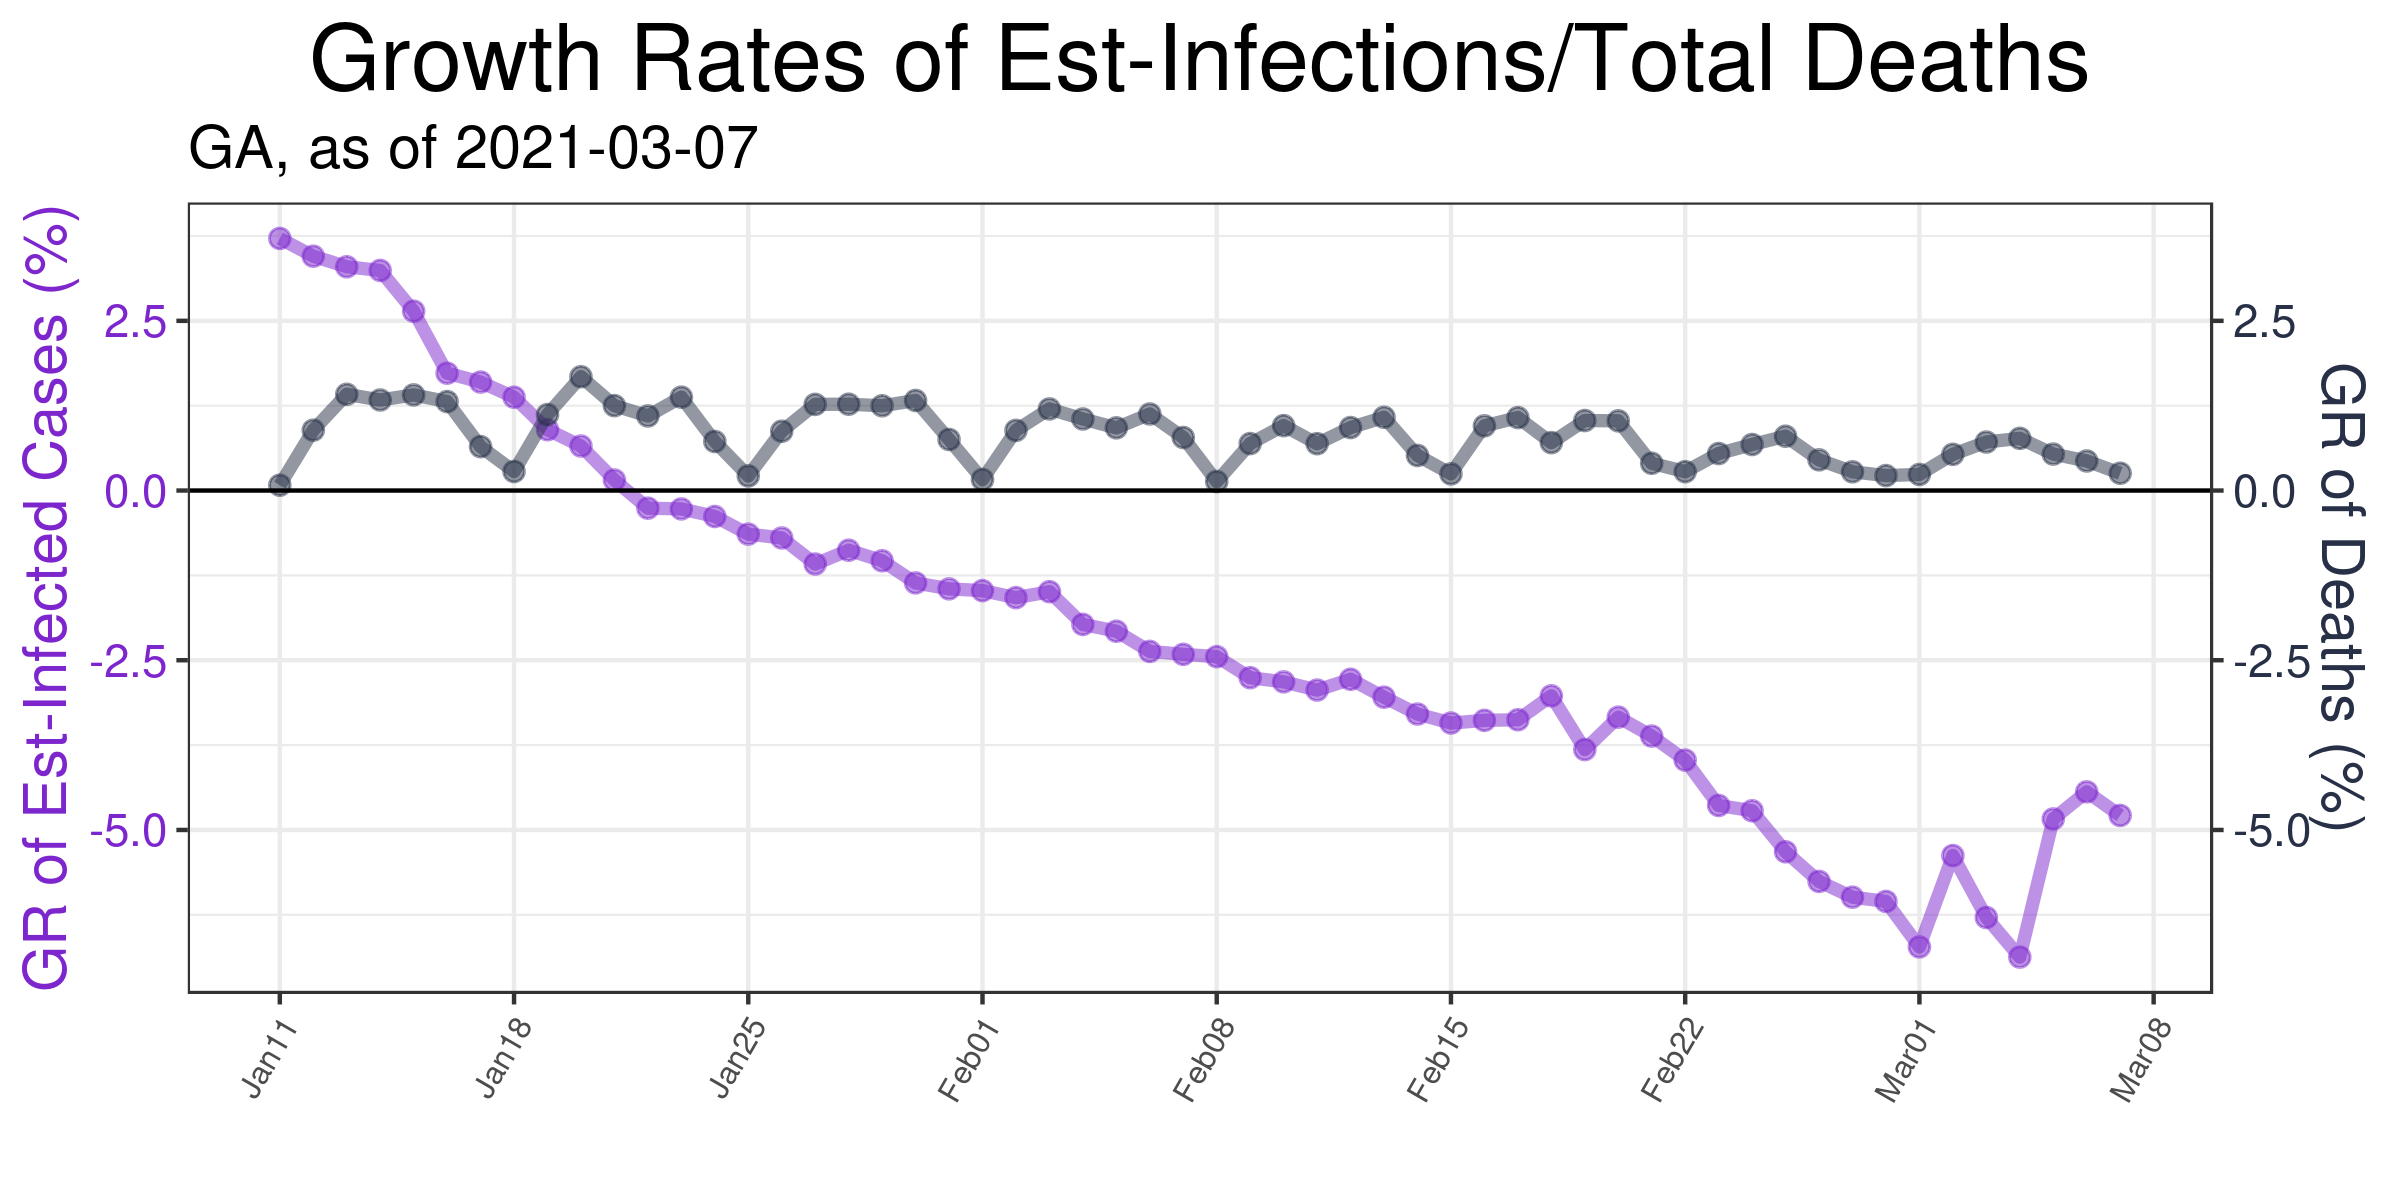 Growth Rates of Est-Infections/Total Deaths
GA, as of 2021-03-07
GR of Est-Infected Cases (%)
2.5
0.0
-2.5
-5.0
2.5
0.0
-2.5
-5.0
GR of Deaths (%)
Jan11
Jan18
Jan25
Feb01
Feb08
Feb15
Feb22
Mar01
Mar08